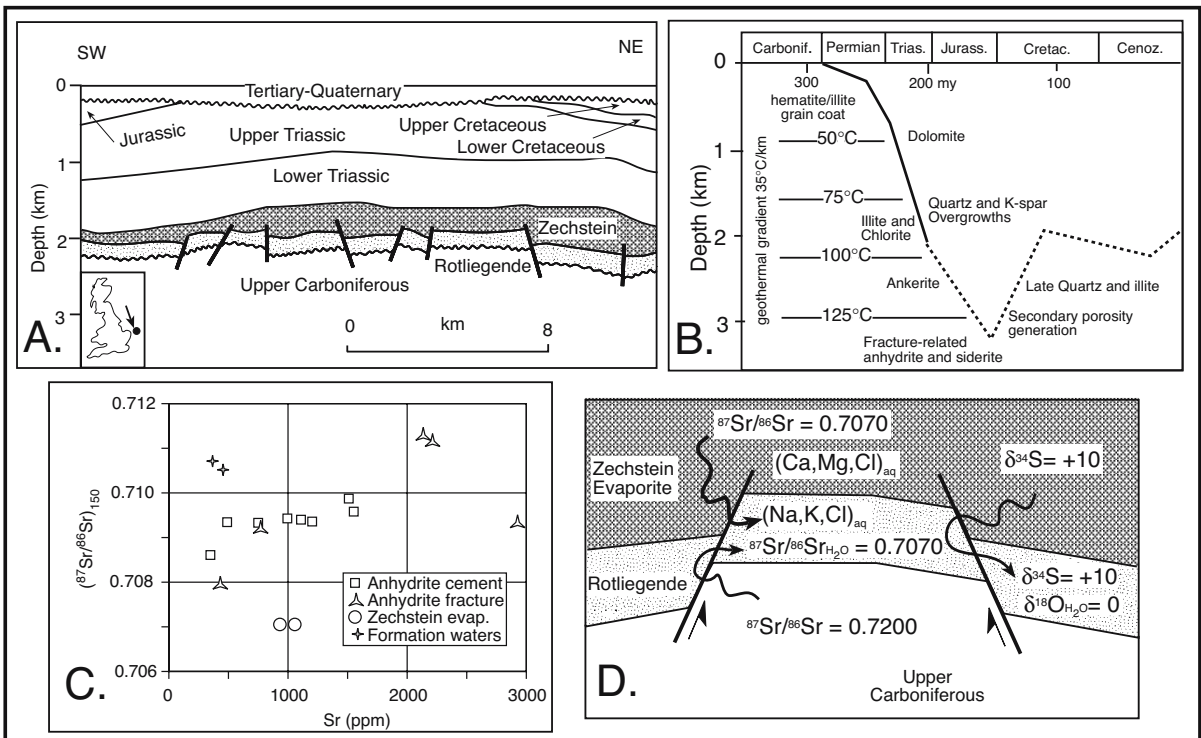 SW
NE
0
Tertiary-Quaternary
Jurassic
Upper Triassic
Upper Cretaceous
Lower Cretaceous
1
Lower Triassic
Depth (km)
Zechstein
2
Rotliegende
Upper Carboniferous
3
0 km 8
A.
Carbonif. Permian Trias. Jurass. Cretac. Cenoz.
0
300 200 my 100
hematite/illite
grain coat
50°C
Dolomite
1
75°C
Quartz and K-spar
Overgrowths
Illite and
Chlorite
2
100°C
Ankerite
Late Quartz and illite
125°C
Secondary porosity
generation
3
Fracture-related
anhydrite and siderite
Depth (km)
geothermal gradient 35°C/km
B.
0.712
0.710
0.708
0.706
(⁸⁷Sr/⁸⁶Sr)₁₅₀
Anhydrite cement
Anhydrite fracture
Zechstein evap.
Formation waters
0 1000 2000 3000
Sr (ppm)
C.
⁸⁷Sr/⁸⁶Sr = 0.7070
Zechstein
Evaporite
(Ca,Mg,Cl)aq
δ³⁴S= +10
(Na,K,Cl)aq
⁸⁷Sr/⁸⁶SrH₂O = 0.7070
Rotliegende
δ³⁴S= +10
δ¹⁸OH₂O= 0
⁸⁷Sr/⁸⁶Sr = 0.7200
Upper
Carboniferous
D.